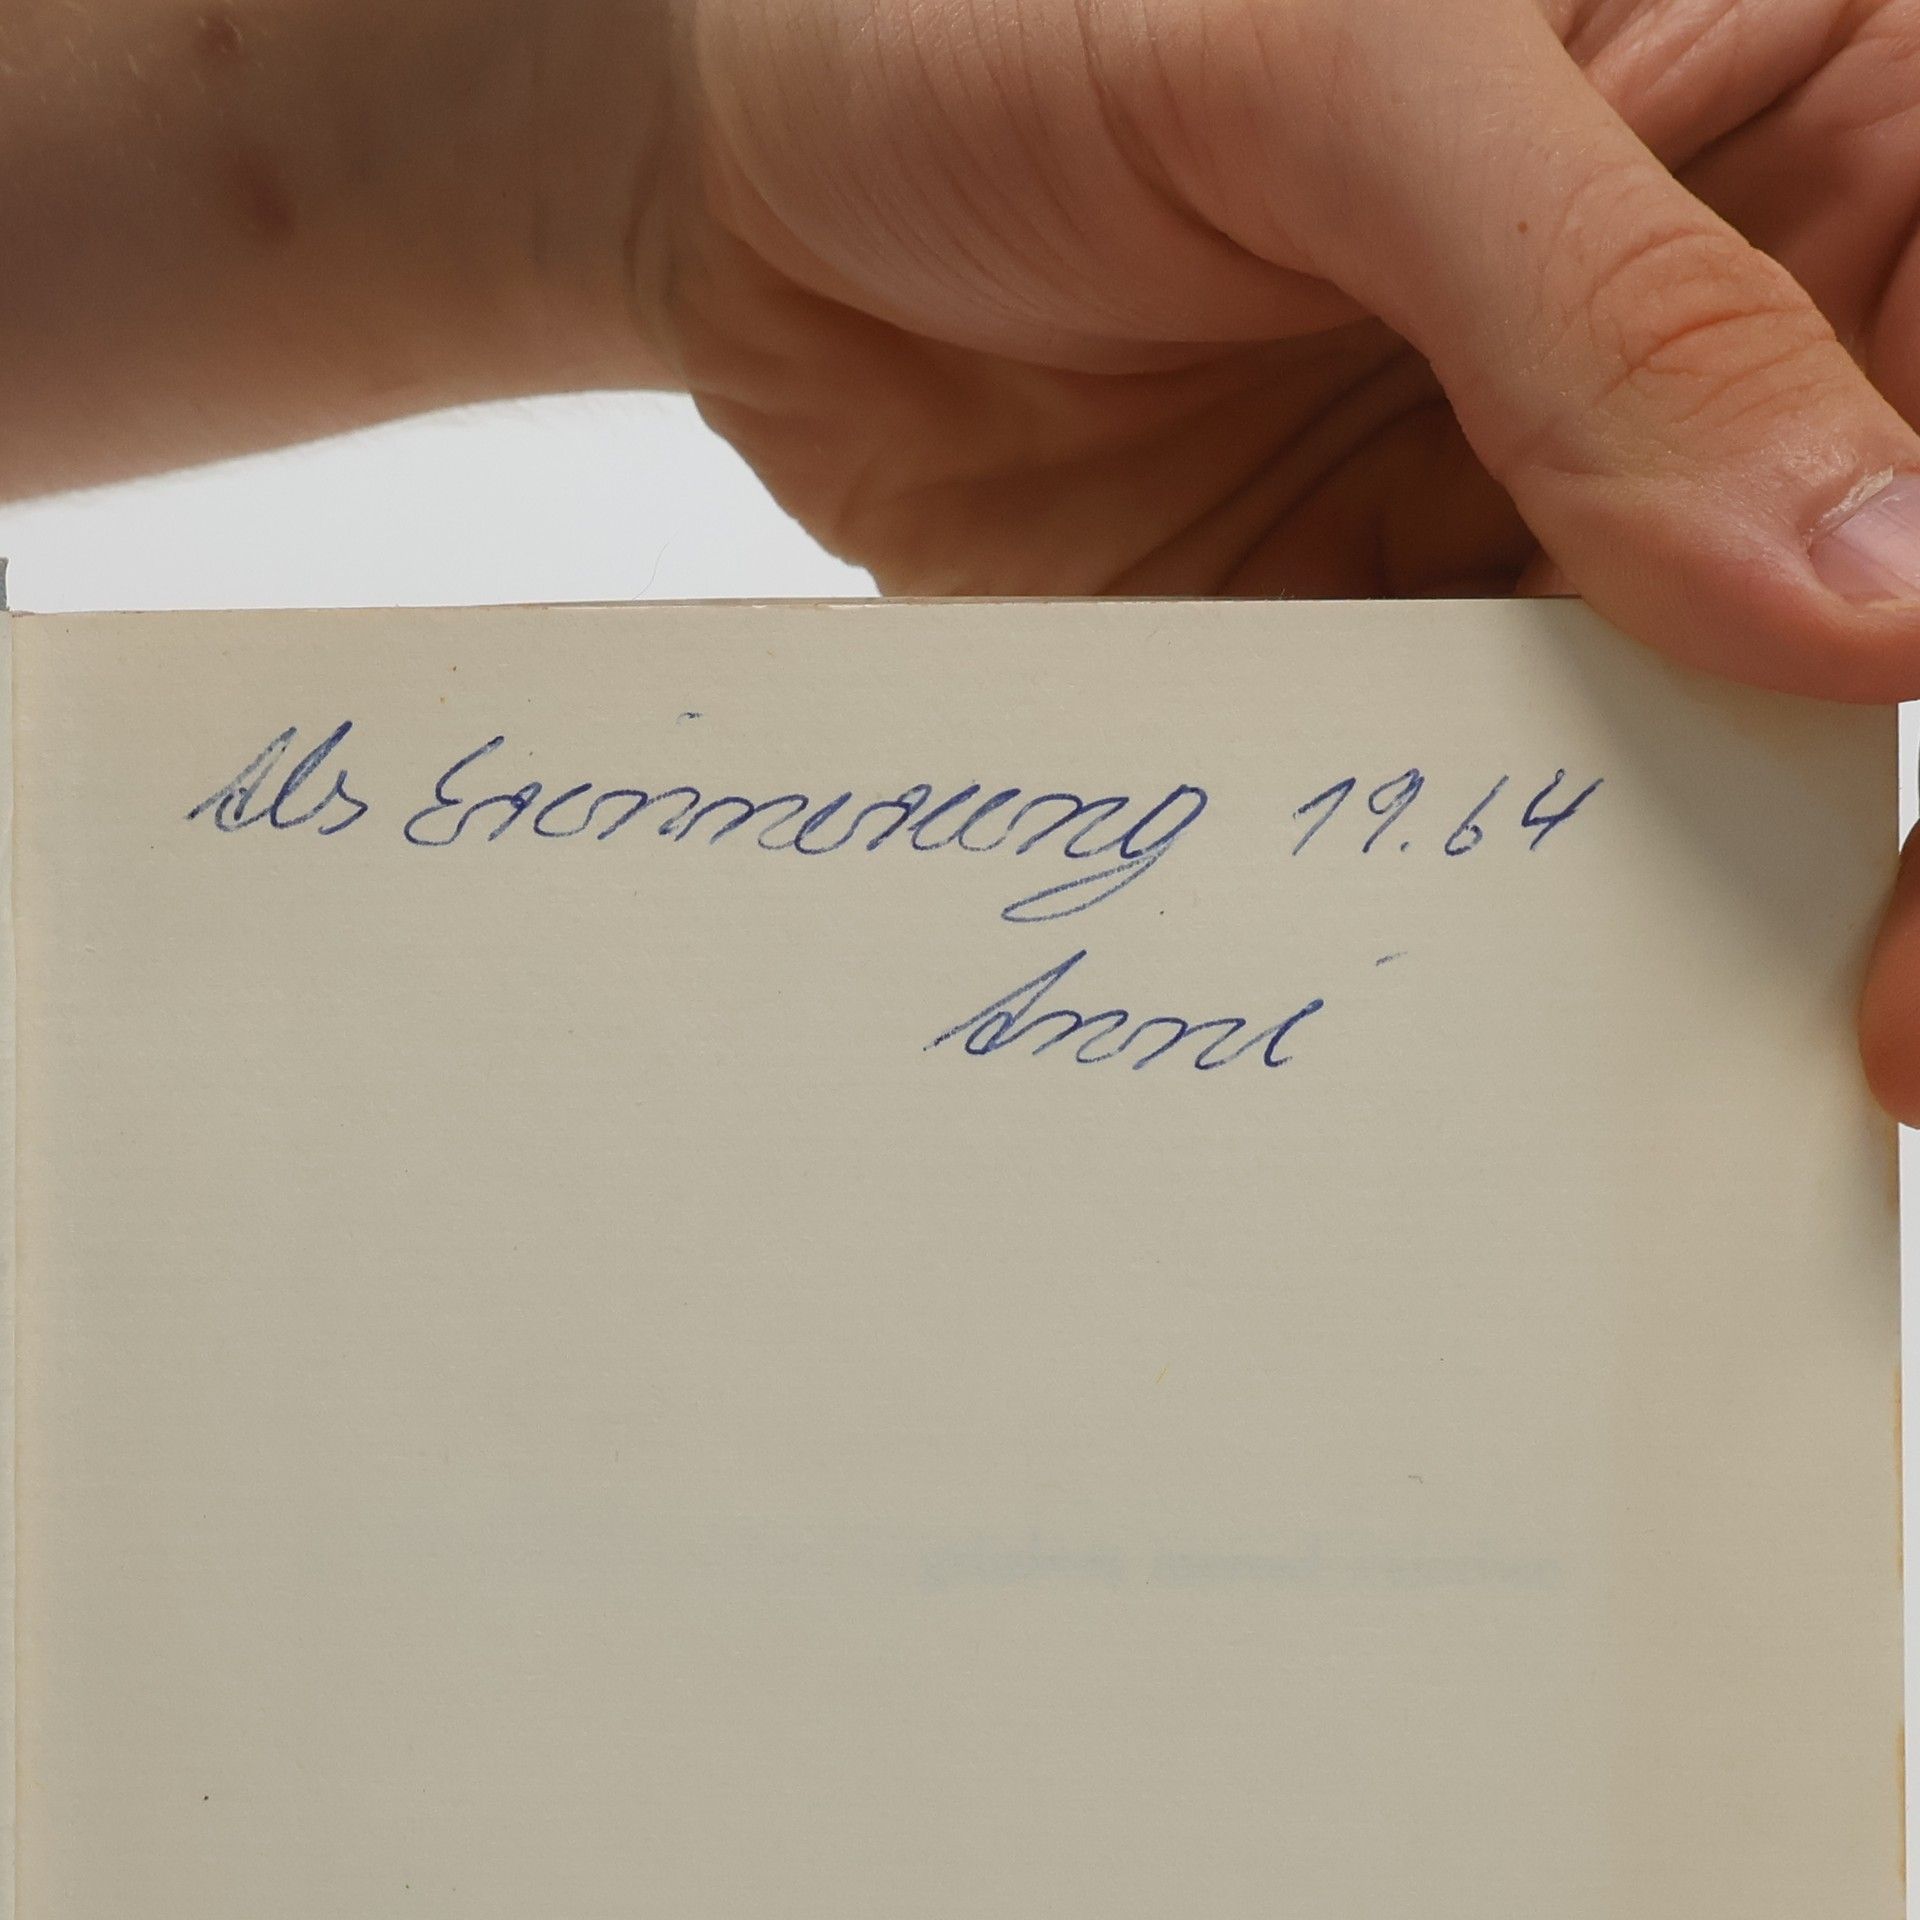 Als Erinnerung 19.64
Anni